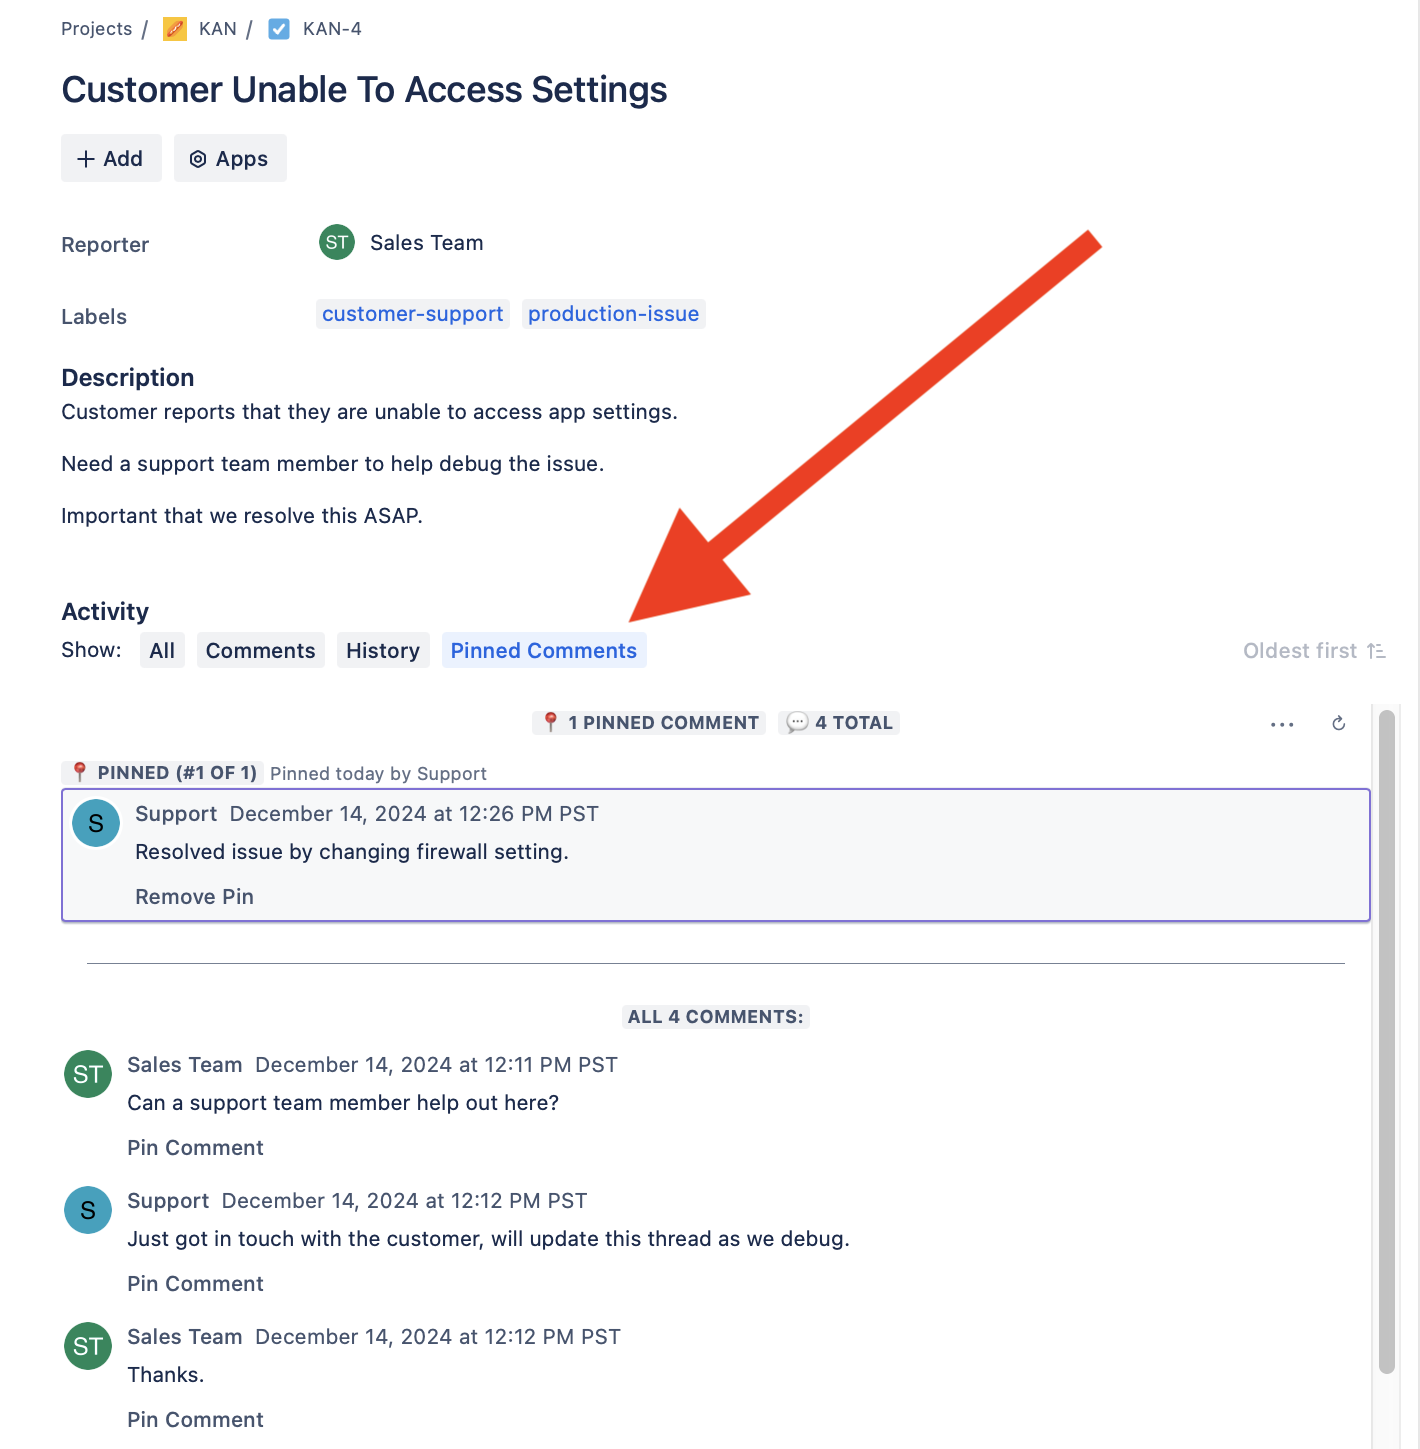 Projects / KAN / KAN-4
Customer Unable To Access Settings
+ Add Apps
Reporter ST Sales Team
Labels customer-support production-issue
Description
Customer reports that they are unable to access app settings.
Need a support team member to help debug the issue.
Important that we resolve this ASAP.
Activity
Show: All Comments History Pinned Comments Oldest first
1 PINNED COMMENT 4 TOTAL
PINNED (#1 OF 1) Pinned today by Support
S Support December 14, 2024 at 12:26 PM PST
Resolved issue by changing firewall setting.
Remove Pin
ALL 4 COMMENTS:
ST Sales Team December 14, 2024 at 12:11 PM PST
Can a support team member help out here?
Pin Comment
S Support December 14, 2024 at 12:12 PM PST
Just got in touch with the customer, will update this thread as we debug.
Pin Comment
ST Sales Team December 14, 2024 at 12:12 PM PST
Thanks.
Pin Comment